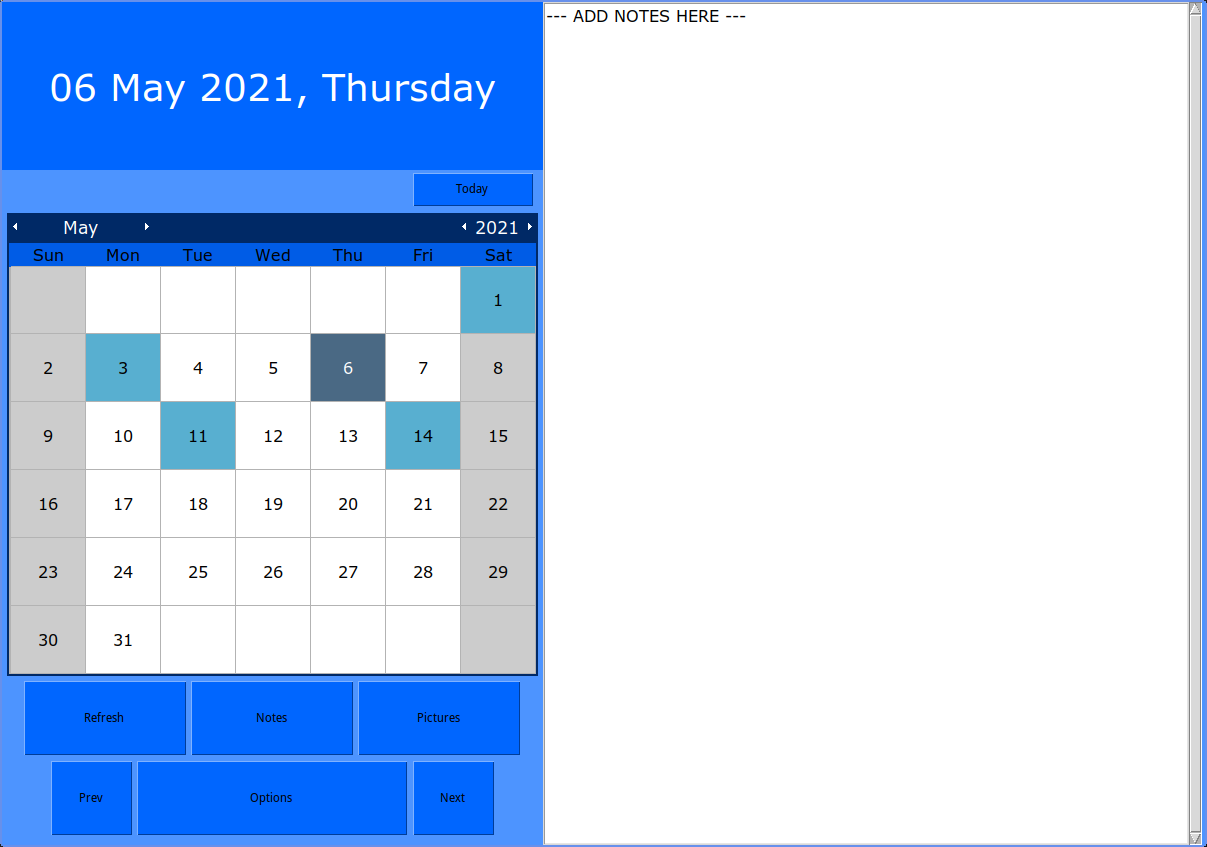 06 May 2021, Thursday
Today
May 2021
Sun Mon Tue Wed Thu Fri Sat
1
2 3 4 5 6 7 8
9 10 11 12 13 14 15
16 17 18 19 20 21 22
23 24 25 26 27 28 29
30 31
Refresh Notes Pictures
Prev Options Next
--- ADD NOTES HERE ---